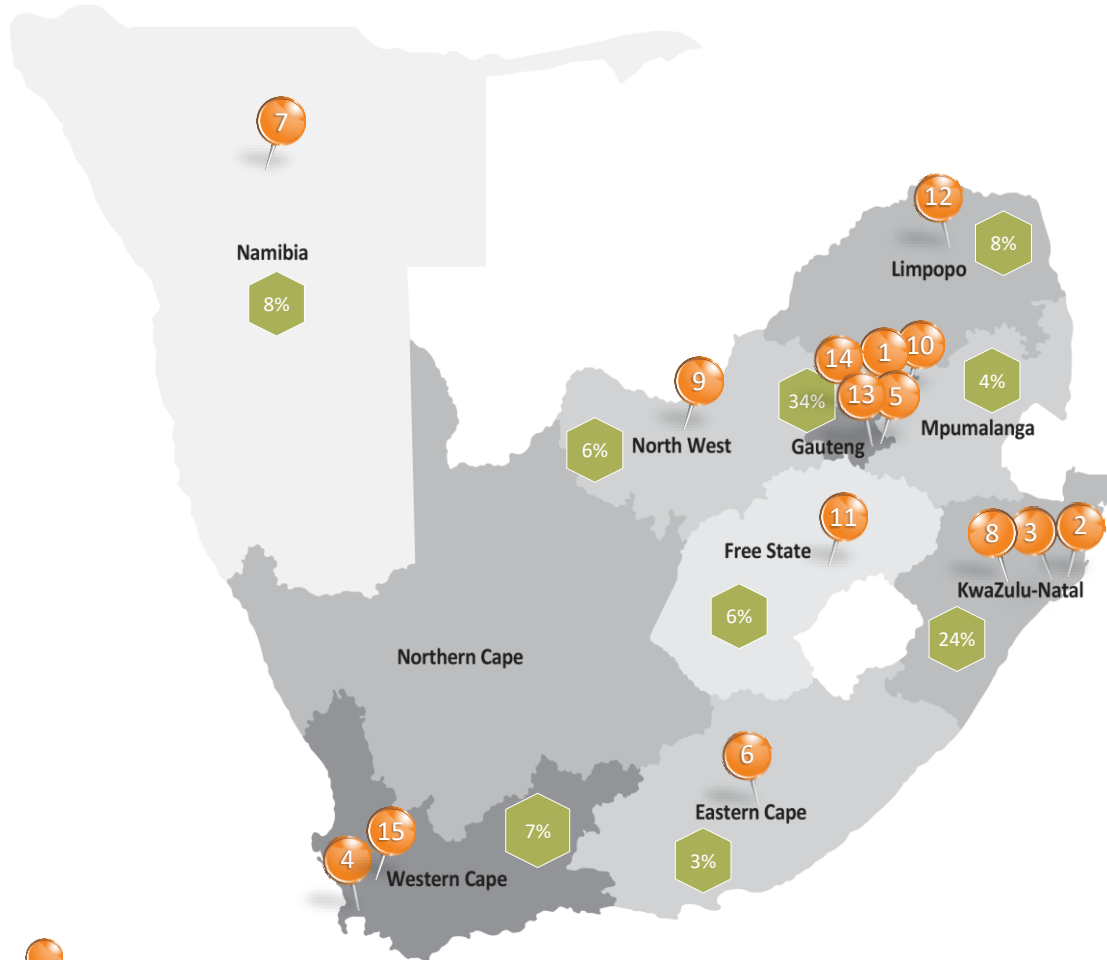 7
Namibia
8%
12
8%
Limpopo
14
1
10
9
34%
13
5
4%
Mpumalanga
6%
North West
Gauteng
11
Free State
8
3
2
KwaZulu-Natal
6%
24%
Northern Cape
6
Eastern Cape
15
7%
4
Western Cape
3%